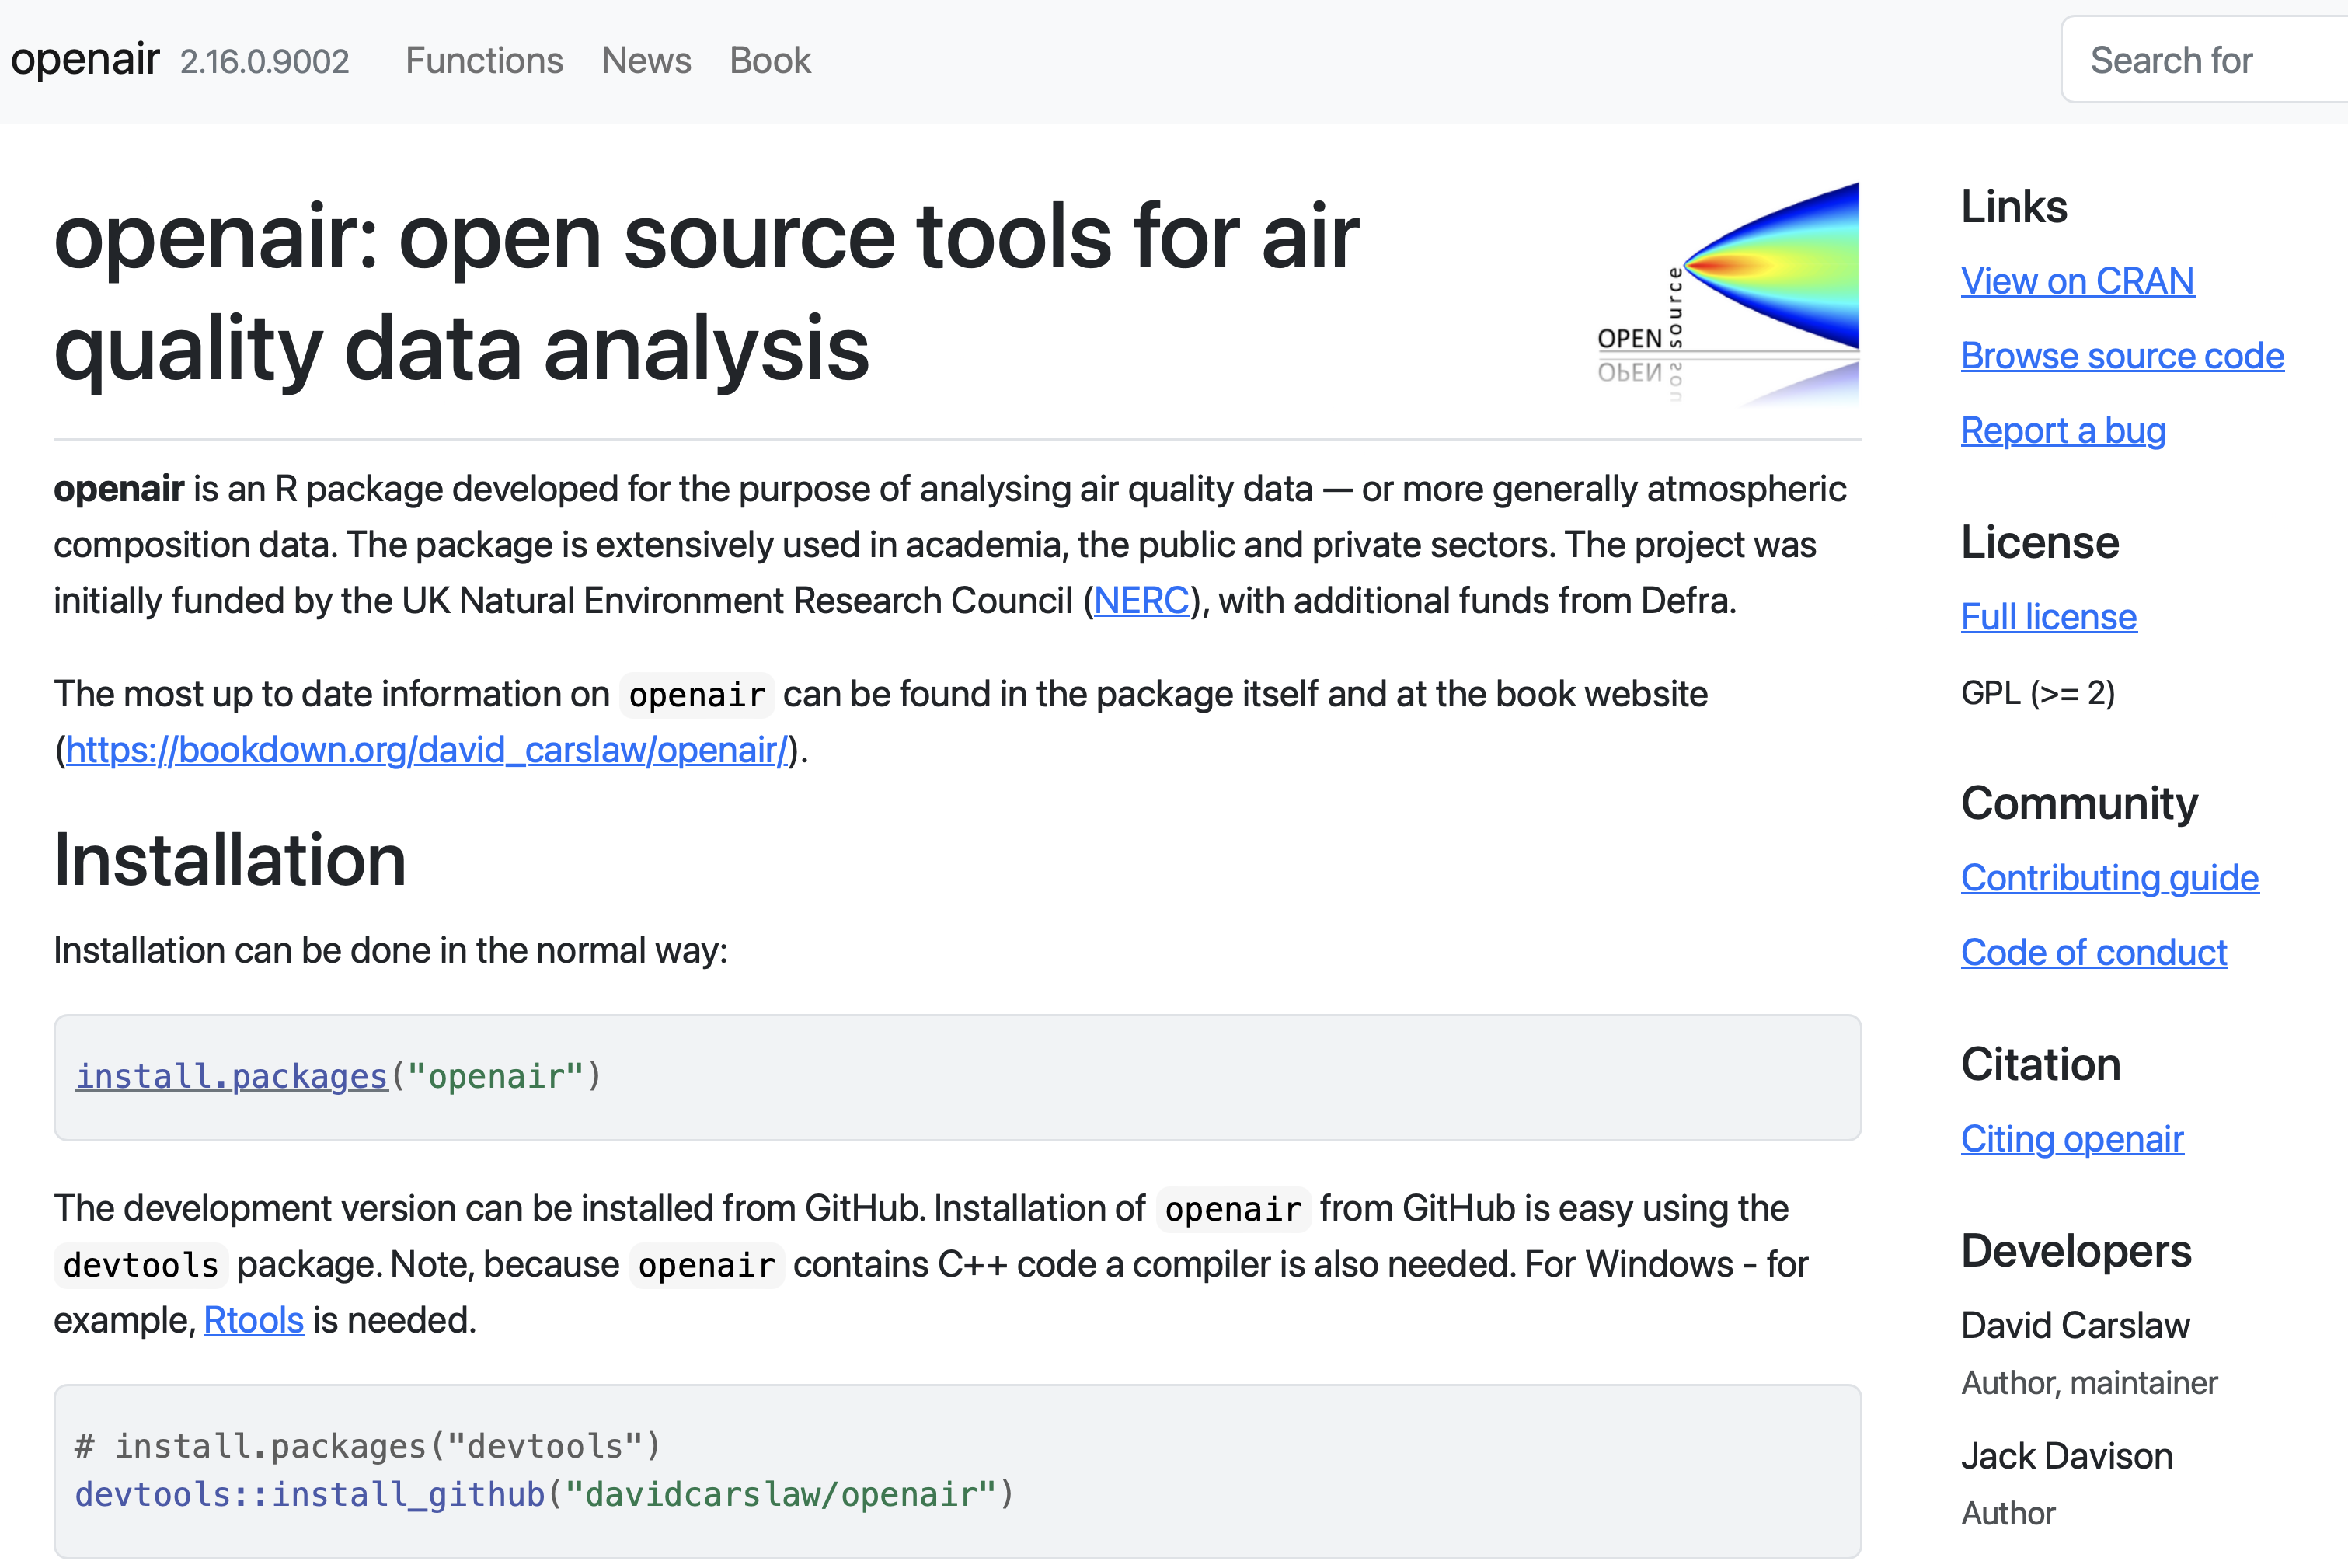 openair 2.16.0.9002 Functions News Book Search for
openair: open source tools for air
quality data analysis
OPEN source
openair is an R package developed for the purpose of analysing air quality data — or more generally atmospheric
composition data. The package is extensively used in academia, the public and private sectors. The project was
initially funded by the UK Natural Environment Research Council (NERC), with additional funds from Defra.
The most up to date information on openair can be found in the package itself and at the book website
(https://bookdown.org/david_carslaw/openair/).
Installation
Installation can be done in the normal way:
install.packages("openair")
The development version can be installed from GitHub. Installation of openair from GitHub is easy using the
devtools package. Note, because openair contains C++ code a compiler is also needed. For Windows - for
example, Rtools is needed.
# install.packages("devtools")
devtools::install_github("davidcarslaw/openair")
Links
View on CRAN
Browse source code
Report a bug
License
Full license
GPL (>= 2)
Community
Contributing guide
Code of conduct
Citation
Citing openair
Developers
David Carslaw
Author, maintainer
Jack Davison
Author